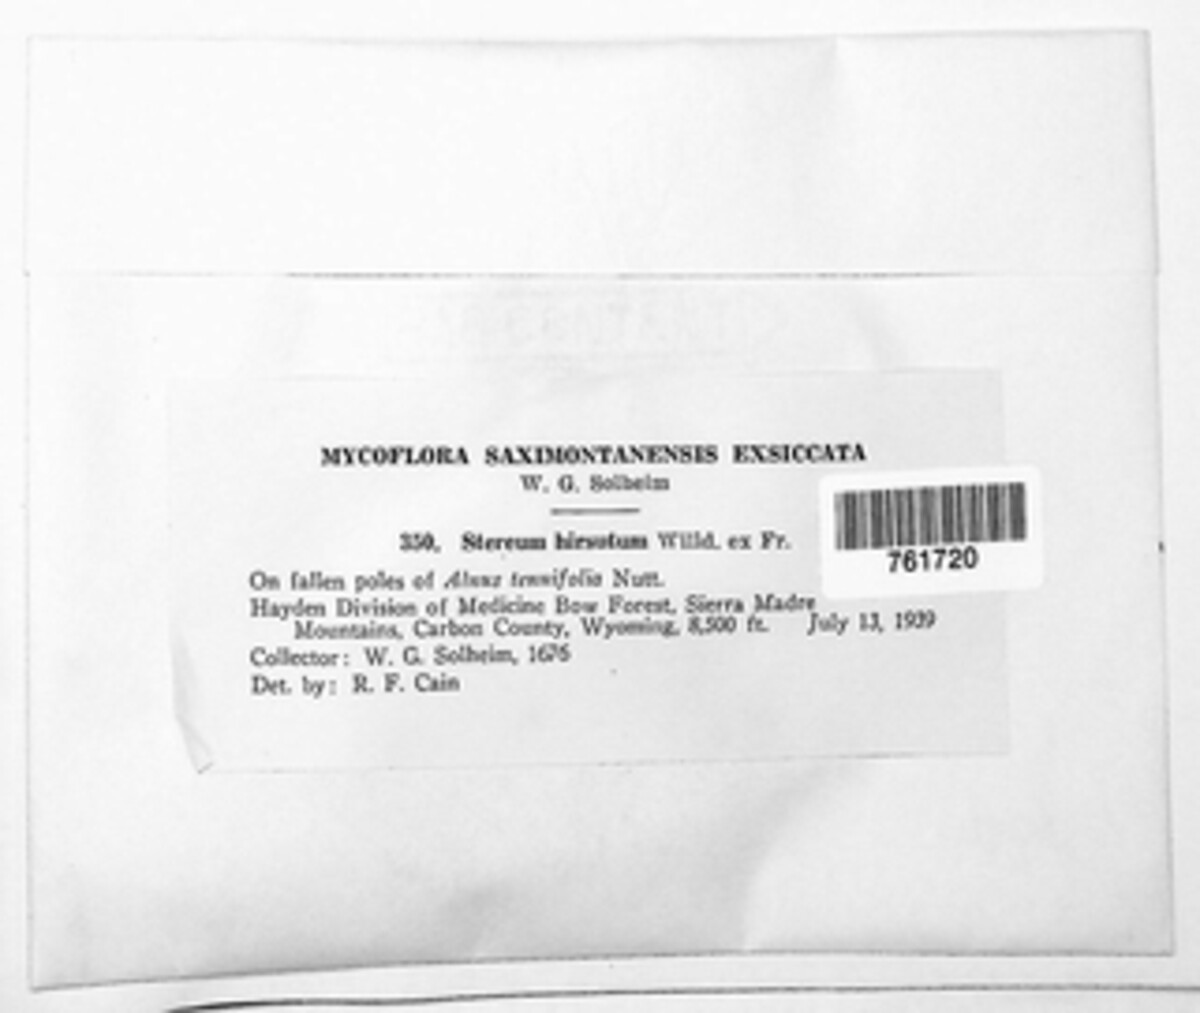 MYCOFLORA SAXIMONTANENSIS EXSICCATA
W. G. Solheim
350. Stereum hirsutum Willd. ex Fr.
761720
On fallen poles of Alnus tenuifolia Nutt.
Hayden Division of Medicine Bow Forest, Sierra Madre
Mountains, Carbon County, Wyoming, 8,500 ft. July 13, 1939
Collector: W. G. Solheim, 1676
Det. by: R. F. Cain